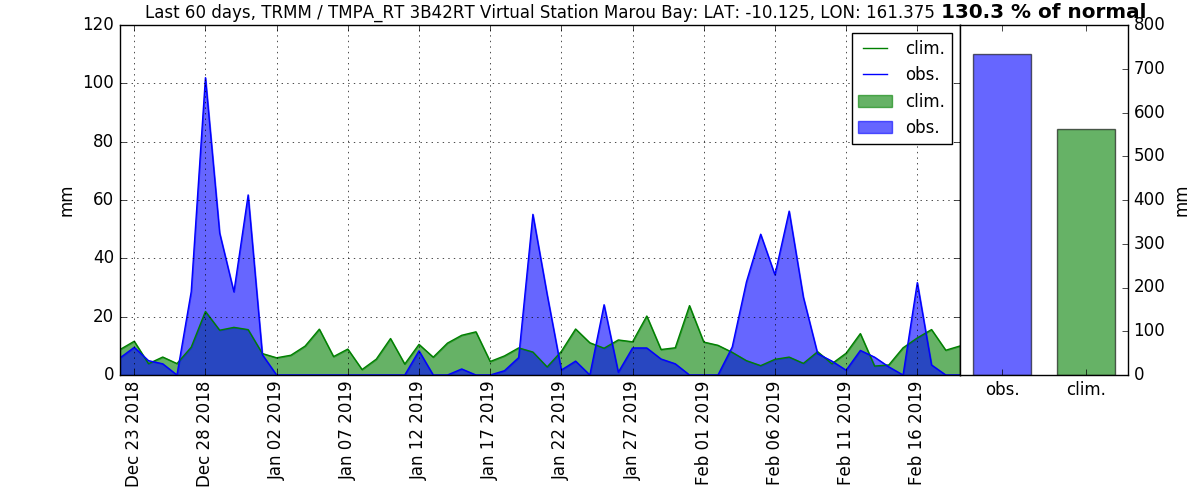 Last 60 days, TRMM / TMPA_RT 3B42RT Virtual Station Marou Bay: LAT: -10.125, LON: 161.375 130.3 % of normal
120
100
80
60
40
20
0
mm
clim.
obs.
clim.
obs.
Dec 23 2018
Dec 28 2018
Jan 02 2019
Jan 07 2019
Jan 12 2019
Jan 17 2019
Jan 22 2019
Jan 27 2019
Feb 01 2019
Feb 06 2019
Feb 11 2019
Feb 16 2019
800
700
600
500
400
300
200
100
0
mm
obs.
clim.